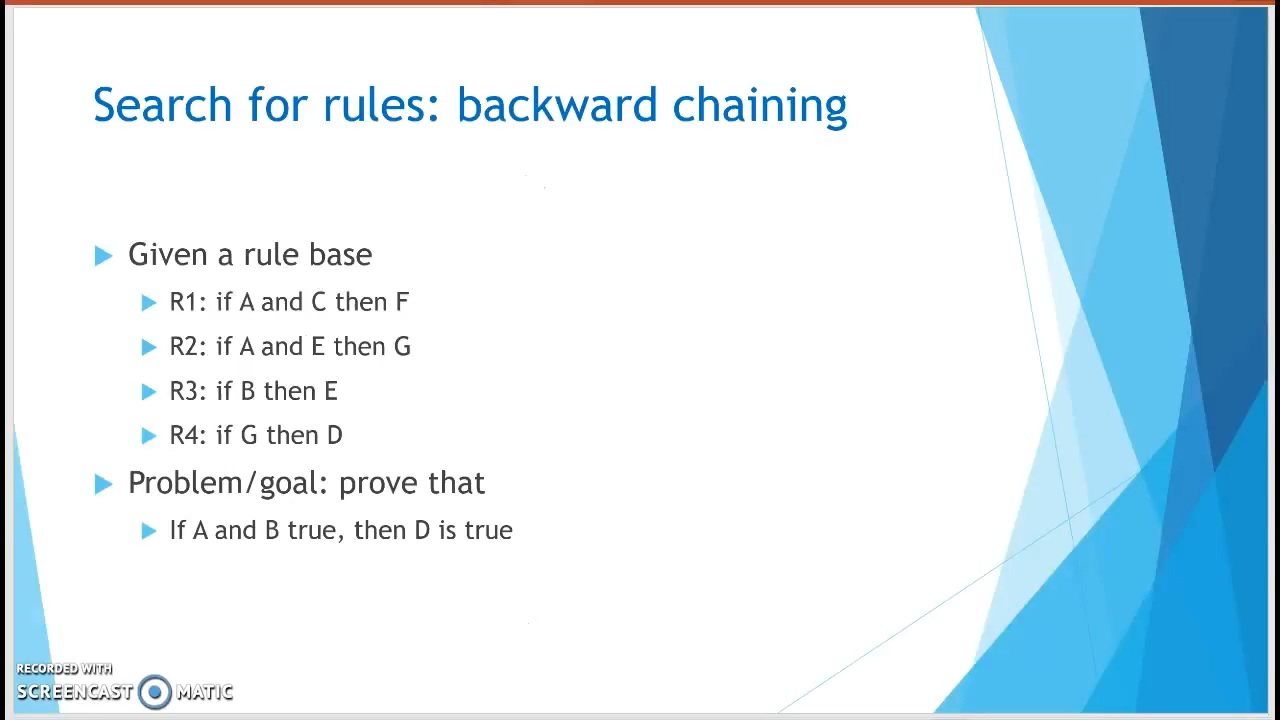 Search for rules: backward chaining
Given a rule base
R1: if A and C then F
R2: if A and E then G
R3: if B then E
R4: if G then D
Problem/goal: prove that
If A and B true, then D is true
RECORDED WITH
SCREENCAST MATIC